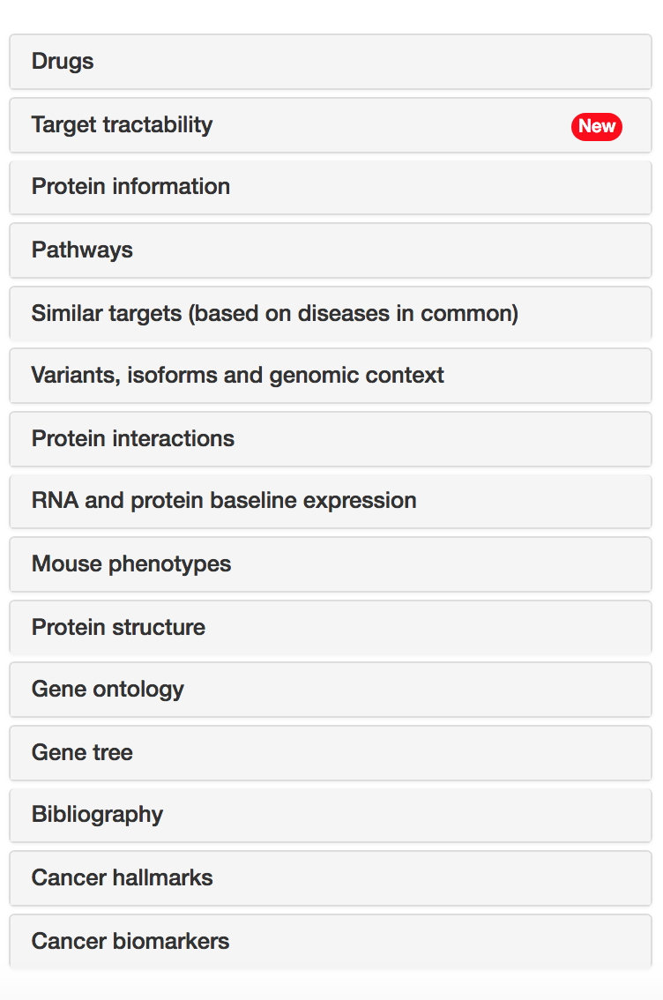 Drugs
Target tractability New
Protein information
Pathways
Similar targets (based on diseases in common)
Variants, isoforms and genomic context
Protein interactions
RNA and protein baseline expression
Mouse phenotypes
Protein structure
Gene ontology
Gene tree
Bibliography
Cancer hallmarks
Cancer biomarkers